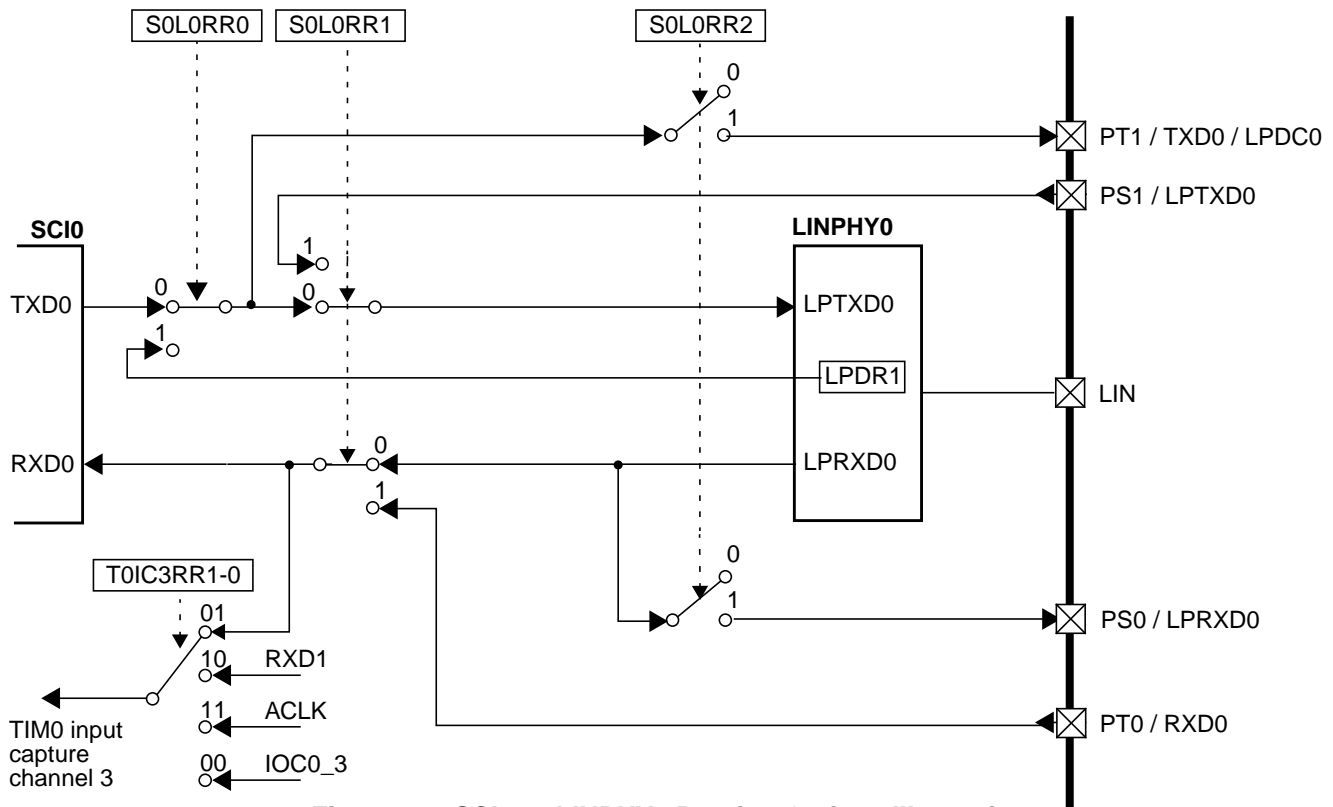 S0L0RR0
S0L0RR1
S0L0RR2
0
1
PT1 / TXD0 / LPDC0
PS1 / LPTXD0
SCI0
LINPHY0
1
0
0
TXD0
LPTXD0
1
LPDR1
LIN
0
RXD0
LPRXD0
1
T0IC3RR1-0
0
01
1
PS0 / LPRXD0
10
RXD1
11
ACLK
PT0 / RXD0
TIM0 input
capture
channel 3
00
IOC0_3